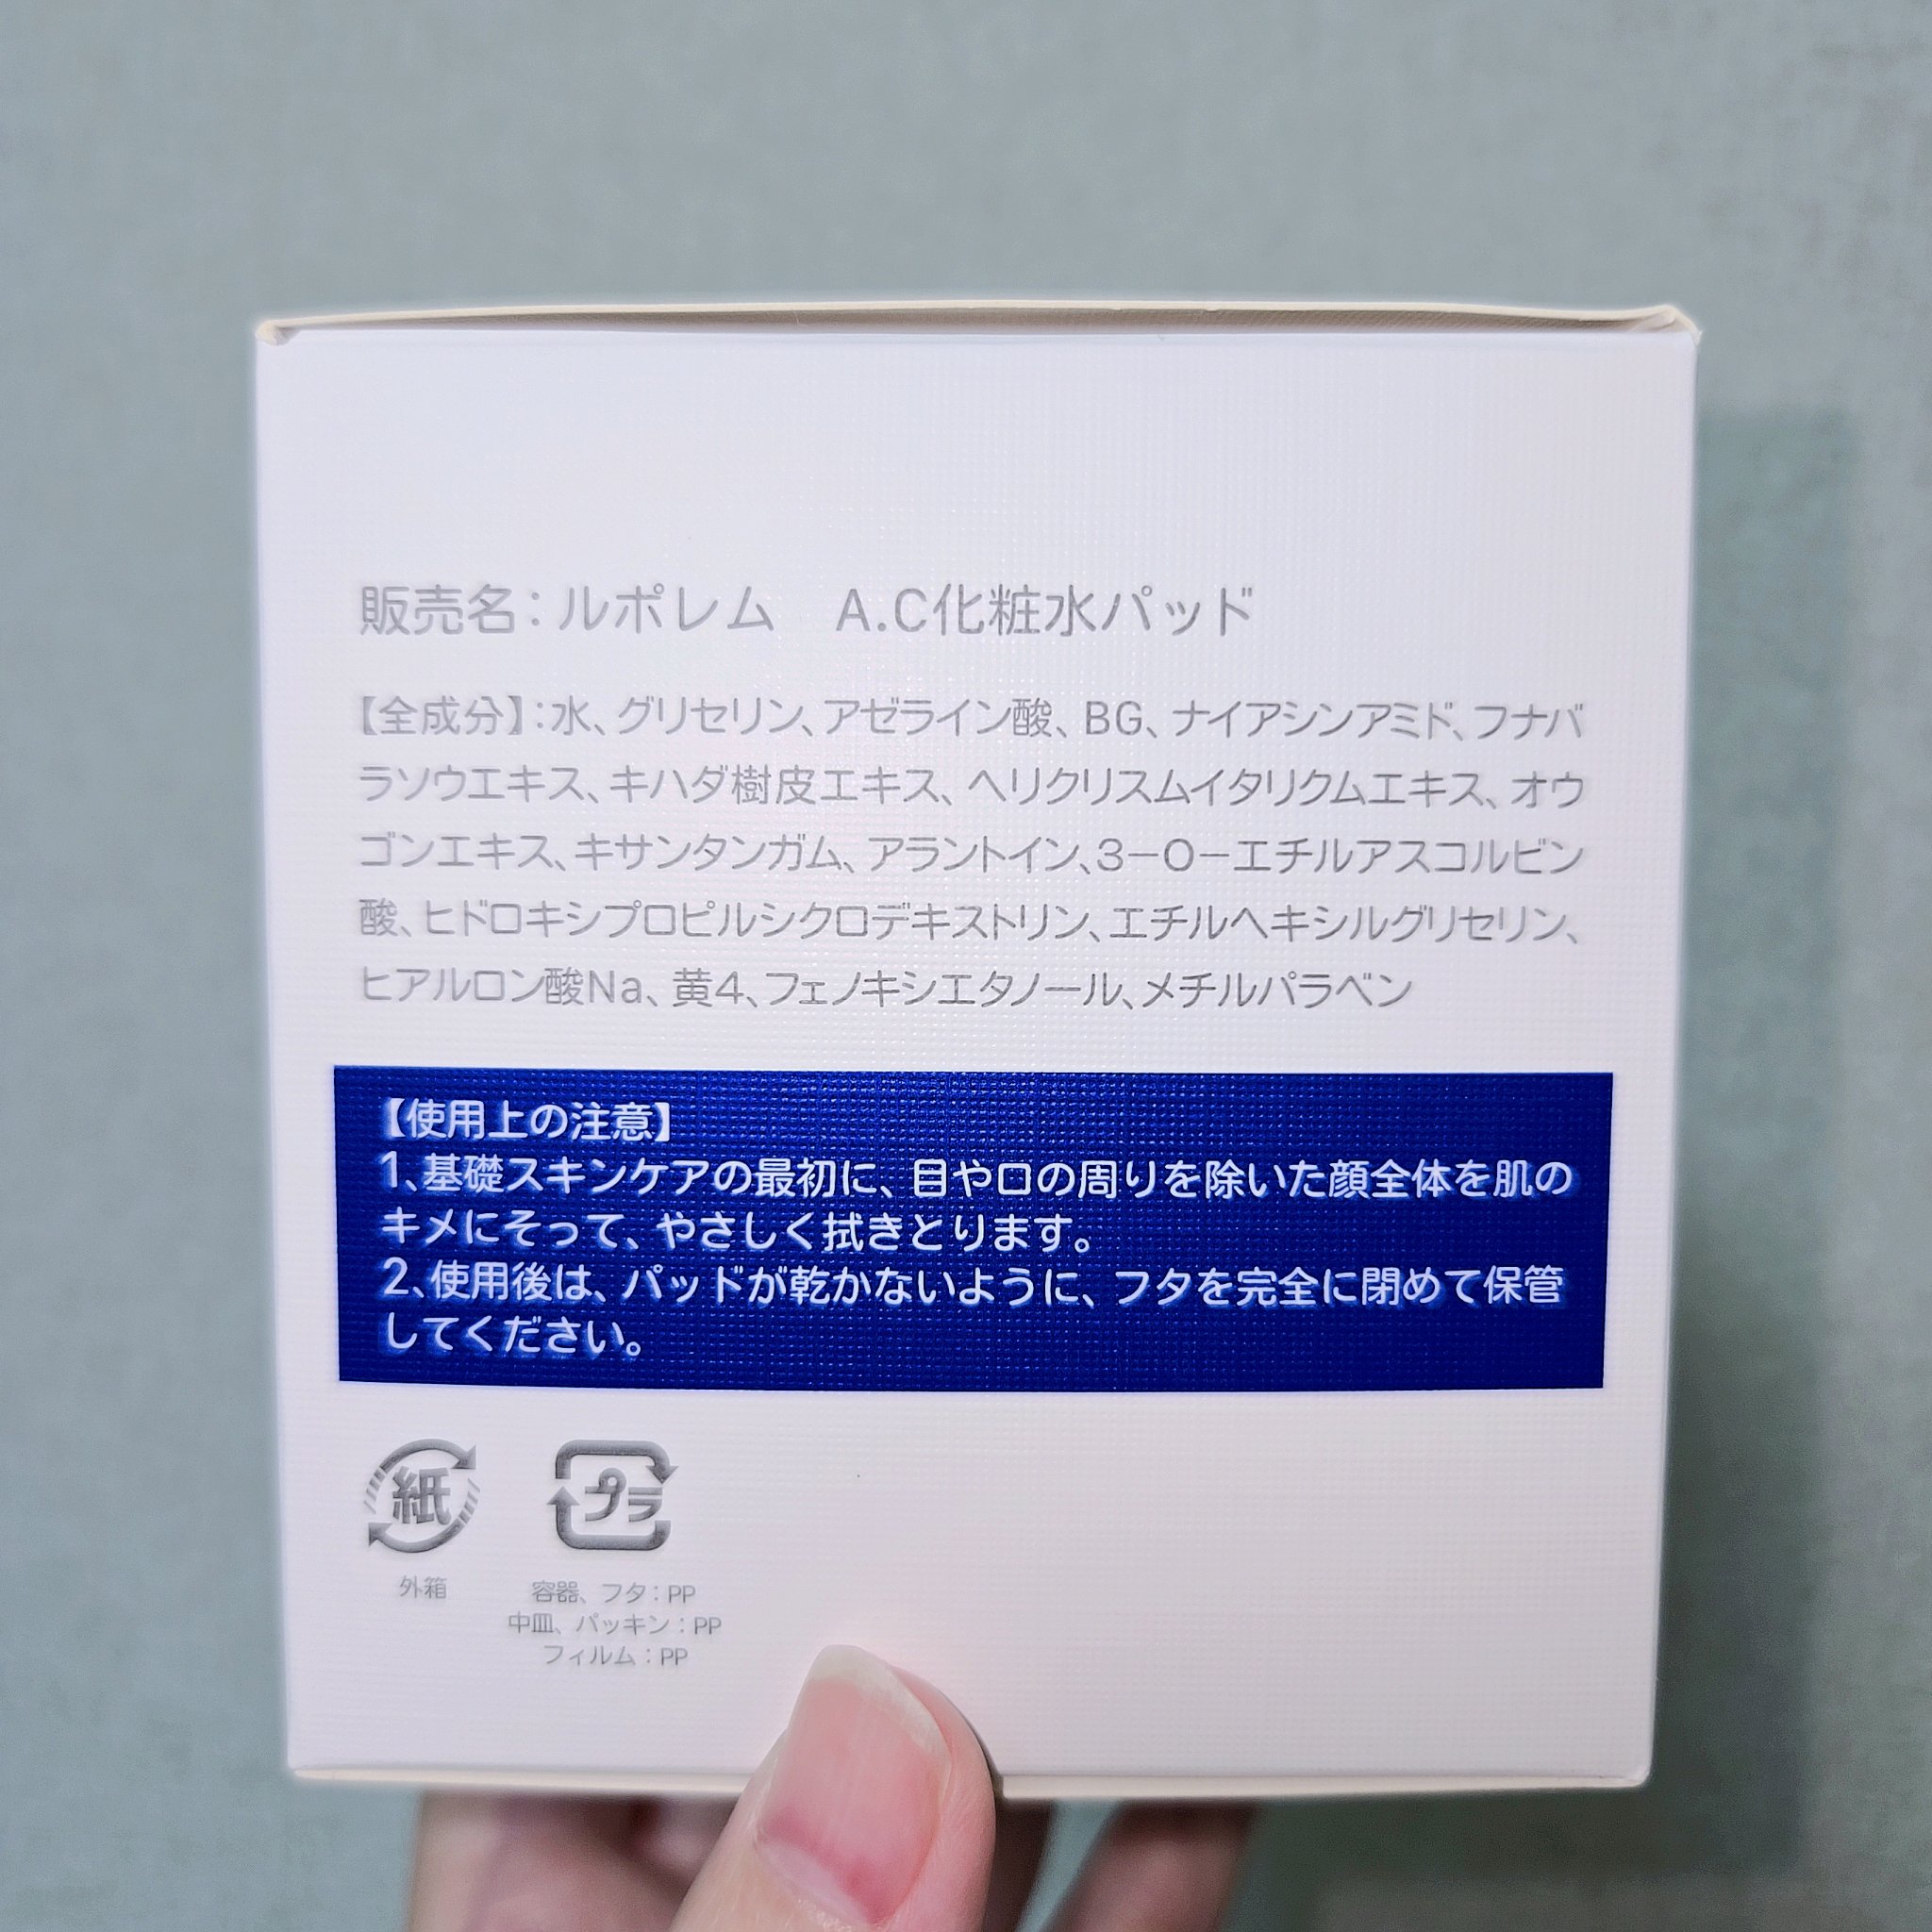 販売名：ルポレム　A.C化粧水パッド
【全成分】：水、グリセリン、アゼライン酸、BG、ナイアシンアミド、フナバ
ラソウエキス、キハダ樹皮エキス、ヘリクリスムイタリクムエキス、オウ
ゴンエキス、キサンタンガム、アラントイン、3－O－エチルアスコルビン
酸、ヒドロキシプロピルシクロデキストリン、エチルヘキシルグリセリン、
ヒアルロン酸Na、黄4、フェノキシエタノール、メチルパラベン
【使用上の注意】
1、基礎スキンケアの最初に、目や口の周りを除いた顔全体を肌の
キメにそって、やさしく拭きとります。
2、使用後は、パッドが乾かないように、フタを完全に閉めて保管
してください。
紙
プラ
外箱
容器、フタ：PP
中皿、パッキン：PP
フィルム：PP